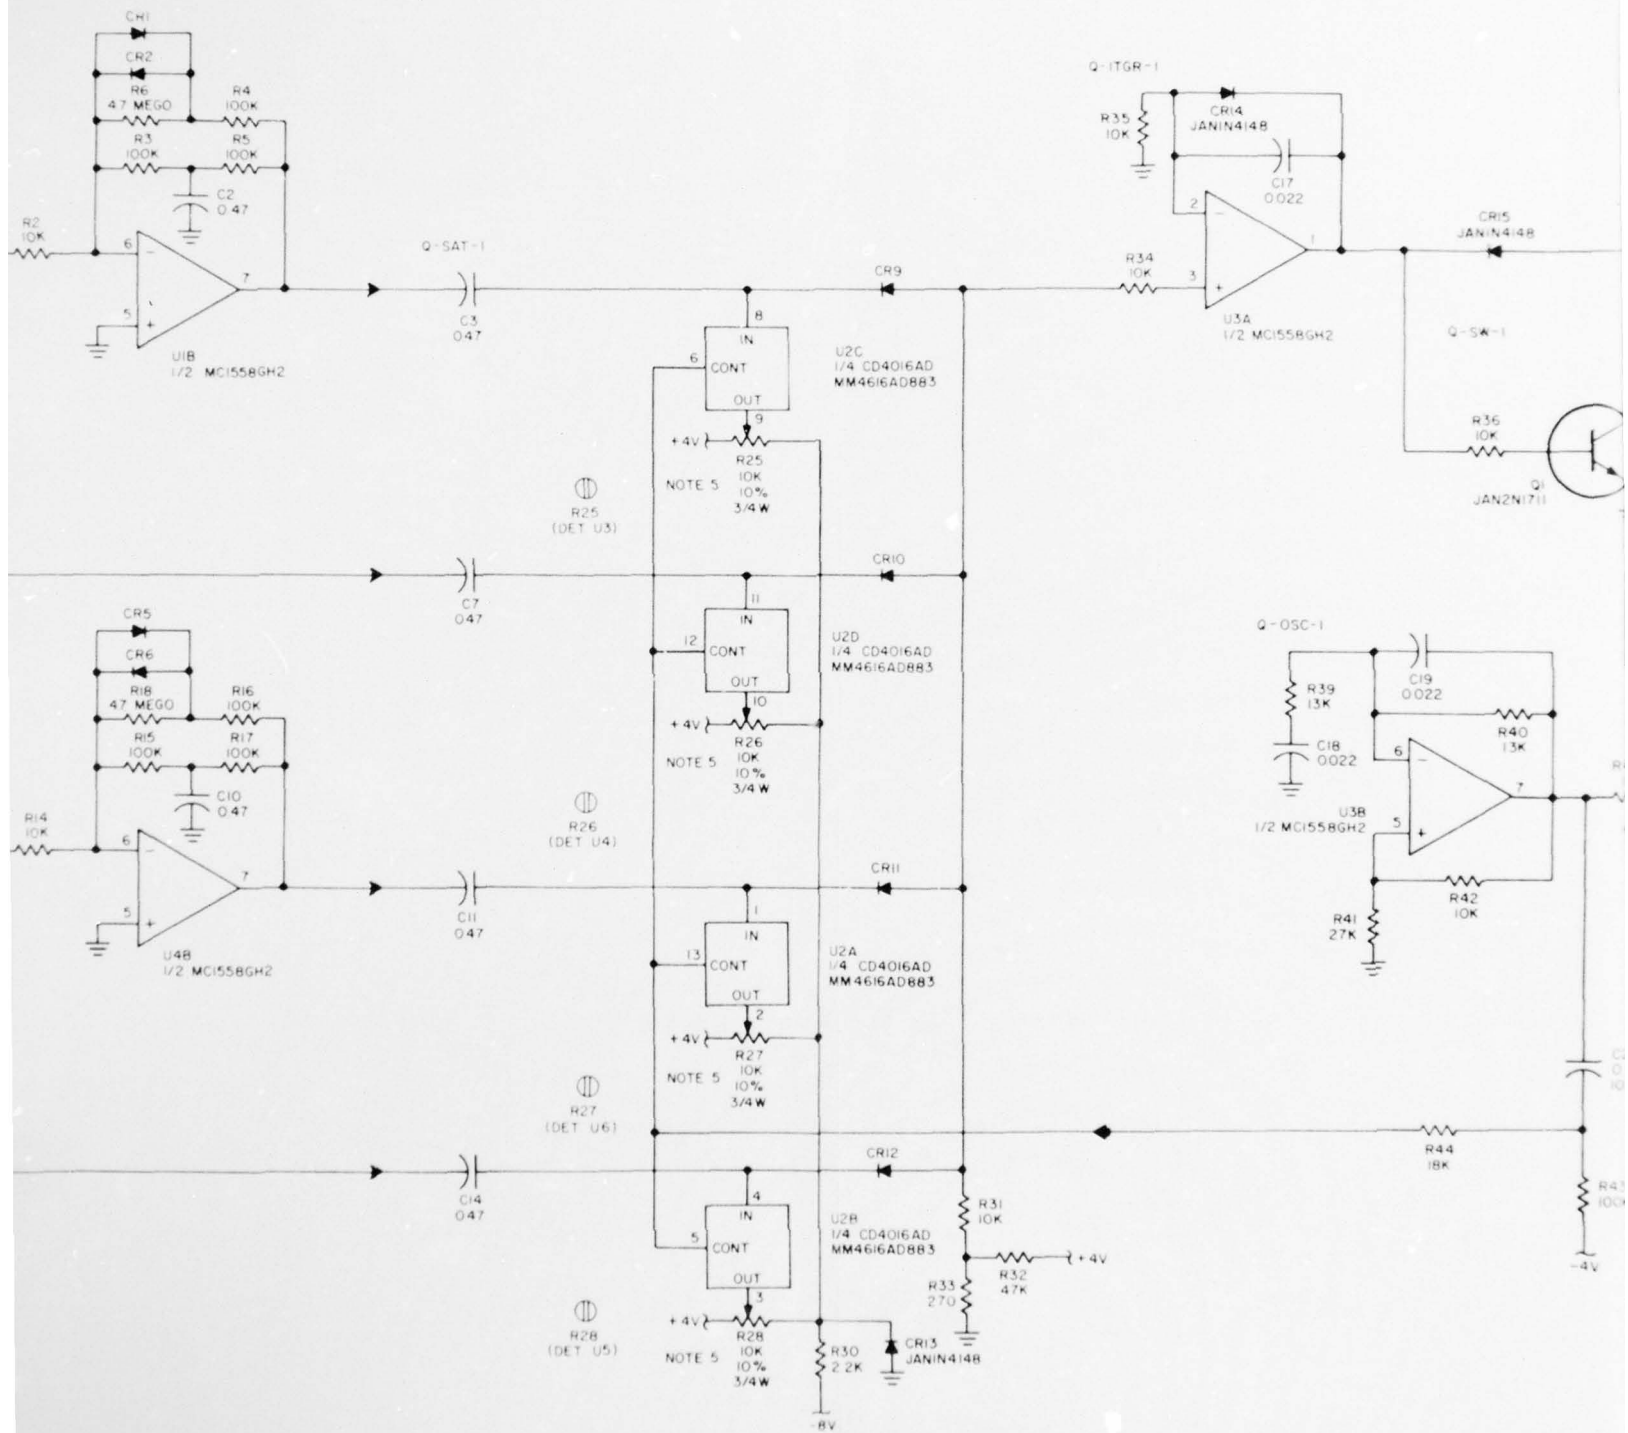 CR1
CR2
R6
47 MEGO
R4
100K
R3
100K
R5
100K
C2
0.47
R2
10K
6
7
5
U1B
1/2 MC1558GH2
Q-SAT-1
C3
0.47
CR9
8
IN
6
CONT
OUT
9
U2C
1/4 CD4016AD
MM4616AD883
+4V
R25
10K
10%
3/4W
NOTE 5
R25
(DET U3)
Q-ITGR-1
R35
10K
CR14
JAN1N4148
C17
0.022
2
1
3
R34
10K
U3A
1/2 MC1558GH2
CR15
JAN1N4148
Q-SW-1
R36
10K
Q1
JAN2N1711
C7
0.47
CR10
11
IN
12
CONT
OUT
10
U2D
1/4 CD4016AD
MM4616AD883
+4V
R26
10K
10%
3/4W
NOTE 5
R26
(DET U4)
CR5
CR6
R18
47 MEGO
R16
100K
R15
100K
R17
100K
C10
0.47
R14
10K
6
7
5
U4B
1/2 MC1558GH2
C11
0.47
CR11
1
IN
13
CONT
OUT
2
U2A
1/4 CD4016AD
MM4616AD883
+4V
R27
10K
10%
3/4W
NOTE 5
R27
(DET U6)
Q-OSC-1
R39
13K
C18
0.022
C19
0.022
R40
13K
6
7
5
U3B
1/2 MC1558GH2
R42
10K
R41
27K
R44
18K
-4V
C14
0.47
CR12
4
IN
5
CONT
OUT
3
U2B
1/4 CD4016AD
MM4616AD883
+4V
R28
10K
10%
3/4W
NOTE 5
R28
(DET U5)
R31
10K
R32
47K
+4V
R33
270
R30
2.2K
CR13
JAN1N4148
-8V